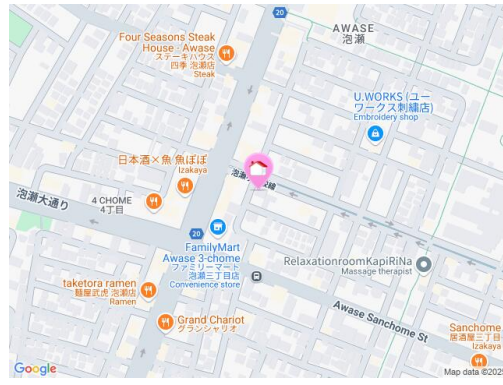 20
AWASE
泡瀬
Four Seasons Steak
House - Awase
ステーキハウス
四季 泡瀬店
Steak
U.WORKS (ユー
ワークス刺繍店)
Embroidery shop
日本酒×魚 魚ぽぽ
Izakaya
4 CHOME
4丁目
泡瀬大通り
20
FamilyMart
Awase 3-chome
ファミリーマート
泡瀬三丁目店
Convenience store
RelaxationroomKapiRiNa
Massage therapist
taketora ramen
麺屋武虎 泡瀬店
Ramen
Grand Chariot
グランシャリオ
Awase Sanchome St
Sanchome
居酒屋三丁目
Izakaya
Google
Map data ©2025